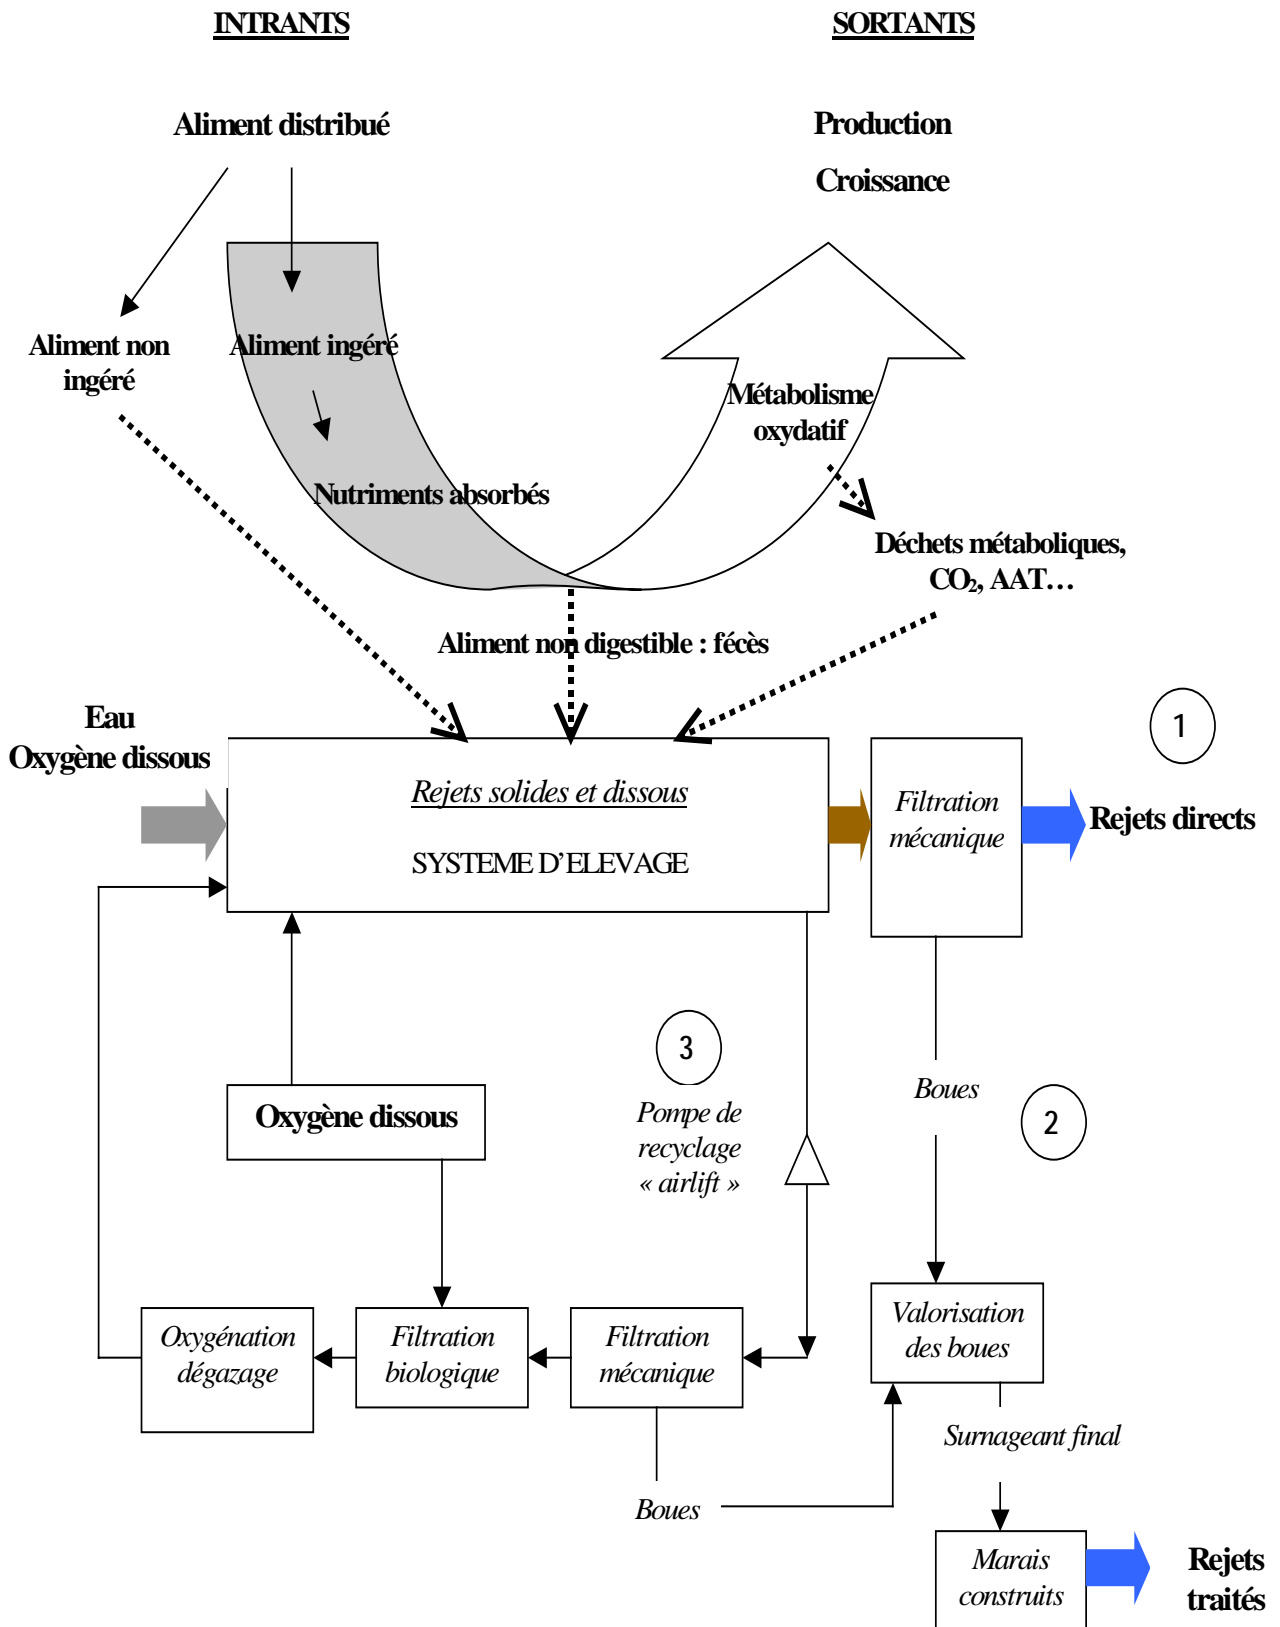 INTRANTS
SORTANTS
Aliment distribué
Production
Croissance
Aliment non
ingéré
Aliment ingéré
Métabolisme
oxydatif
Nutriments absorbés
Déchets métaboliques,
CO₂, AAT…
Aliment non digestible : fécès
Eau
Oxygène dissous
Rejets solides et dissous
SYSTEME D'ELEVAGE
Filtration
mécanique
1
Rejets directs
3
Pompe de
recyclage
« airlift »
Boues
2
Oxygène dissous
Oxygénation
dégazage
Filtration
biologique
Filtration
mécanique
Valorisation
des boues
Surnageant final
Boues
Marais
construits
Rejets
traités